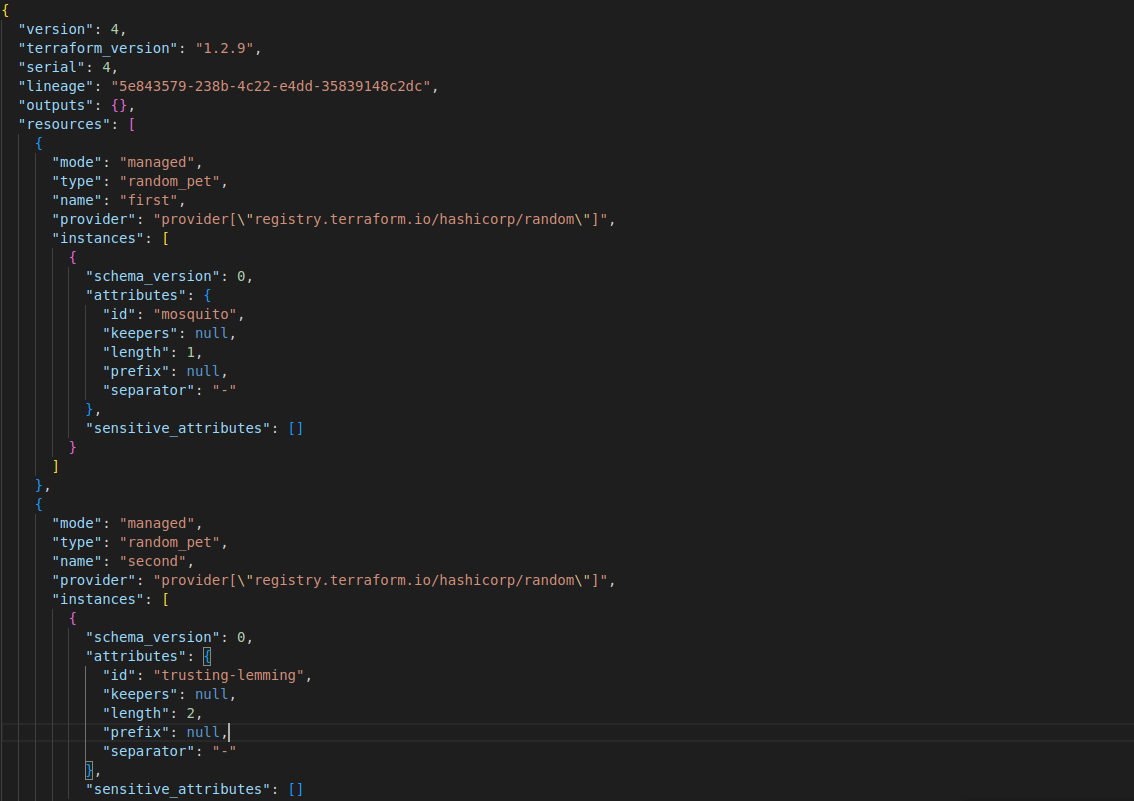 {
  "version": 4,
  "terraform_version": "1.2.9",
  "serial": 4,
  "lineage": "5e843579-238b-4c22-e4dd-35839148c2dc",
  "outputs": {},
  "resources": [
    {
      "mode": "managed",
      "type": "random_pet",
      "name": "first",
      "provider": "provider[\"registry.terraform.io/hashicorp/random\"]",
      "instances": [
        {
          "schema_version": 0,
          "attributes": {
            "id": "mosquito",
            "keepers": null,
            "length": 1,
            "prefix": null,
            "separator": "-"
          },
          "sensitive_attributes": []
        }
      ]
    },
    {
      "mode": "managed",
      "type": "random_pet",
      "name": "second",
      "provider": "provider[\"registry.terraform.io/hashicorp/random\"]",
      "instances": [
        {
          "schema_version": 0,
          "attributes": {
            "id": "trusting-lemming",
            "keepers": null,
            "length": 2,
            "prefix": null,
            "separator": "-"
          },
          "sensitive_attributes": []